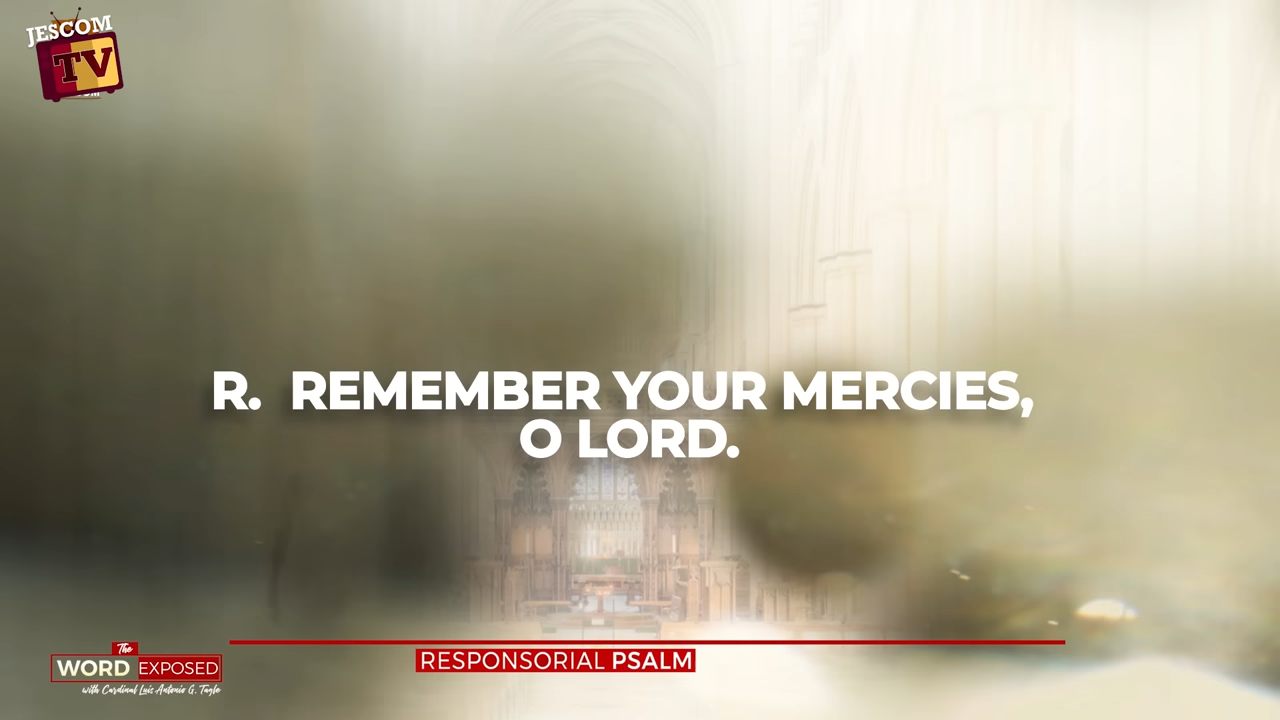 JESCOM
TV
R. REMEMBER YOUR MERCIES,
O LORD.
RESPONSORIAL PSALM
The
WORD EXPOSED
with Cardinal Luis Antonio G. Tagle